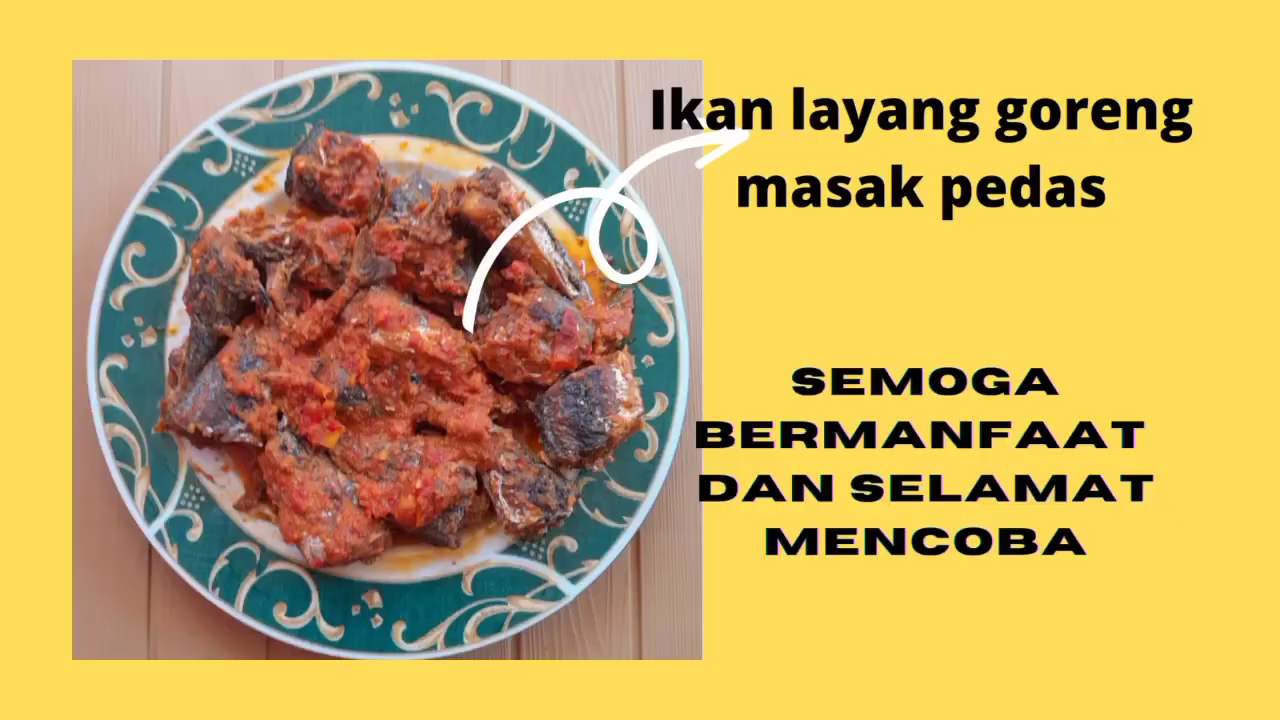 Ikan layang goreng
masak pedas
SEMOGA
BERMANFAAT
DAN SELAMAT
MENCOBA